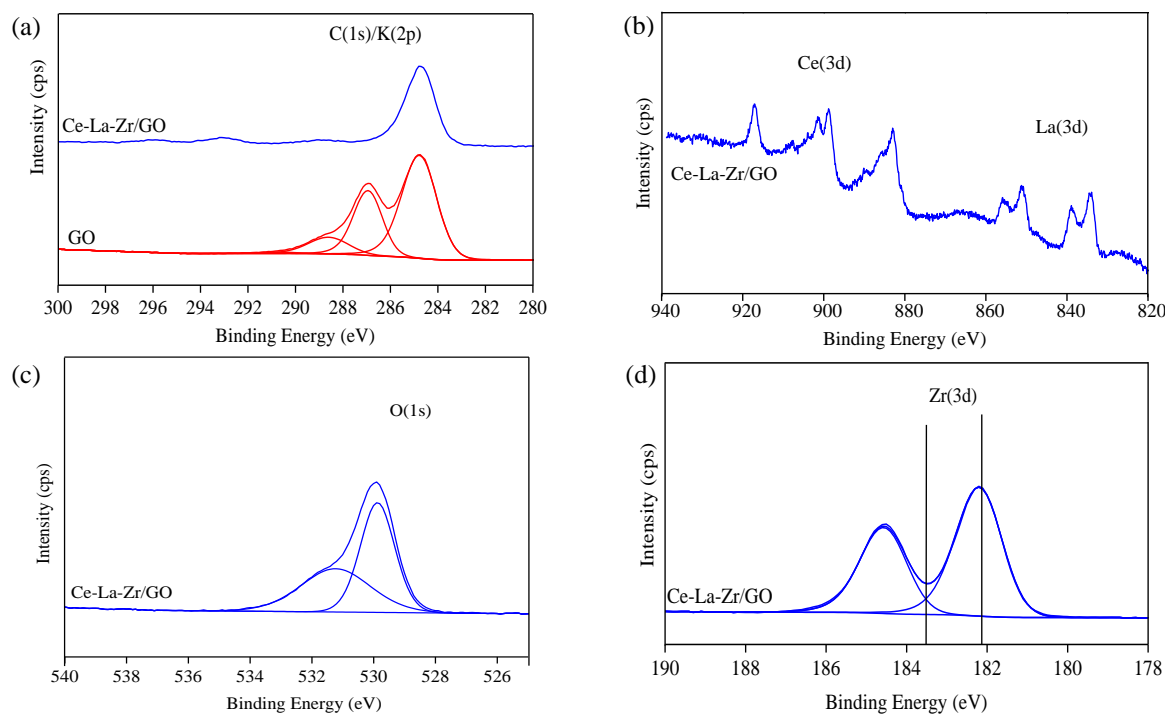 (a)
C(1s)/K(2p)
Ce-La-Zr/GO
GO
Intensity (cps)
300 298 296 294 292 290 288 286 284 282 280
Binding Energy (eV)
(b)
Ce(3d)
La(3d)
Ce-La-Zr/GO
Intensity (cps)
940 920 900 880 860 840 820
Binding Energy (eV)
(c)
O(1s)
Ce-La-Zr/GO
Intensity (cps)
540 538 536 534 532 530 528 526
Binding Energy (eV)
(d)
Zr(3d)
Ce-La-Zr/GO
Intensity (cps)
190 188 186 184 182 180 178
Binding Energy (eV)